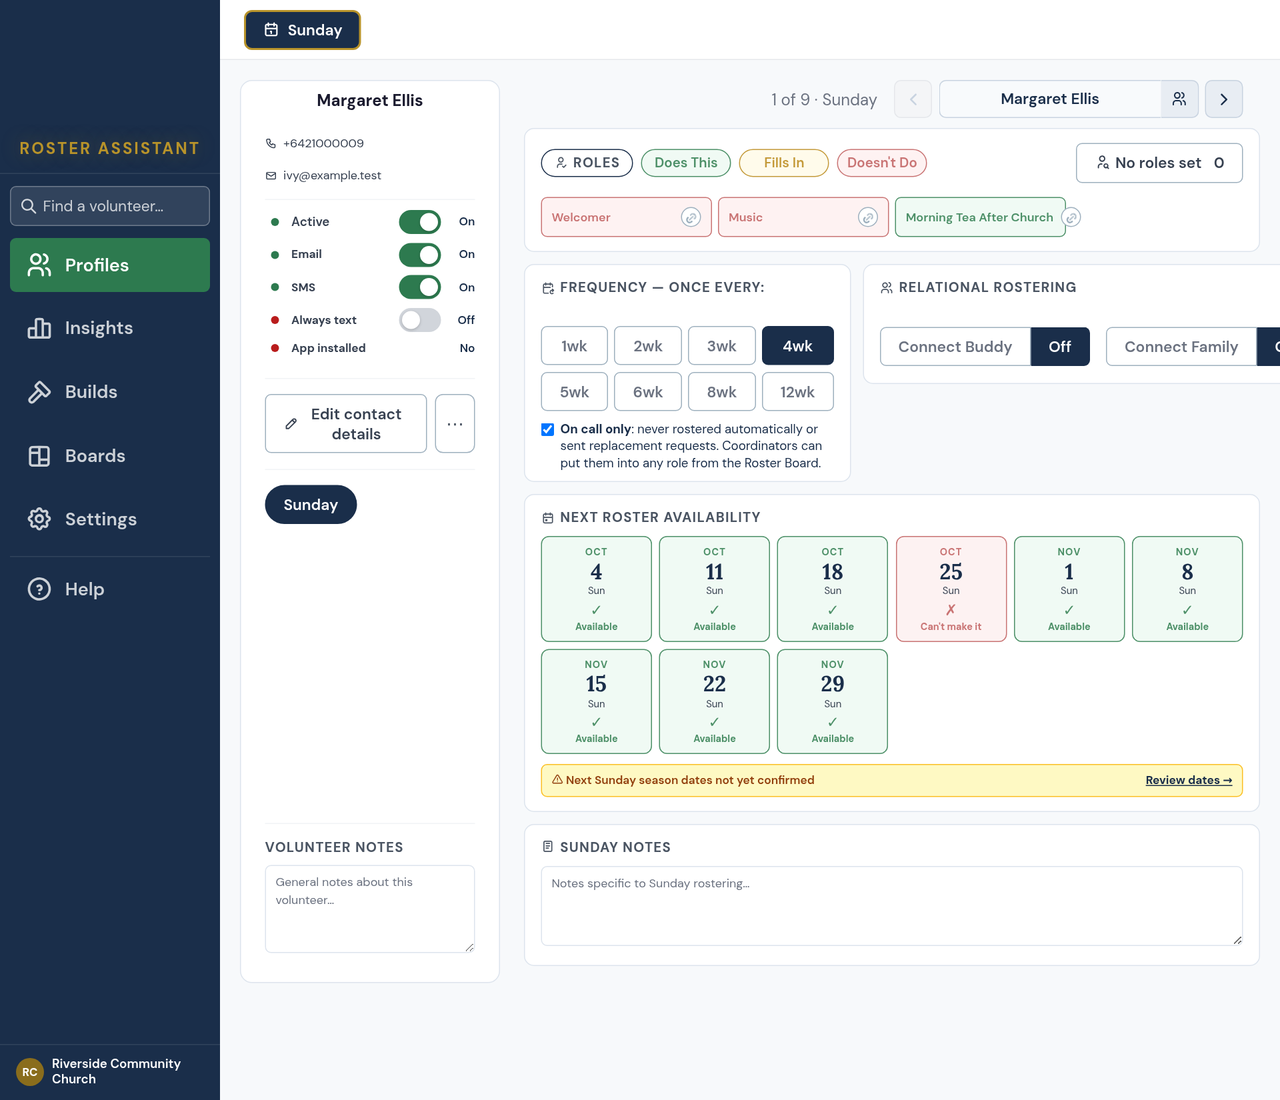 Sunday
ROSTER ASSISTANT
Find a volunteer...
Profiles
Insights
Builds
Boards
Settings
Help
RC
Riverside Community
Church
Margaret Ellis
+6421000009
ivy@example.test
Active On
Email On
SMS On
Always text Off
App installed No
Edit contact
details
...
Sunday
VOLUNTEER NOTES
General notes about this
volunteer...
1 of 9 · Sunday
Margaret Ellis
ROLES
Does This
Fills In
Doesn't Do
No roles set 0
Welcomer
Music
Morning Tea After Church
FREQUENCY — ONCE EVERY:
1wk 2wk 3wk 4wk
5wk 6wk 8wk 12wk
On call only: never rostered automatically or
sent replacement requests. Coordinators can
put them into any role from the Roster Board.
RELATIONAL ROSTERING
Connect Buddy Off
Connect Family
NEXT ROSTER AVAILABILITY
OCT
4
Sun
✓
Available
OCT
11
Sun
✓
Available
OCT
18
Sun
✓
Available
OCT
25
Sun
✗
Can't make it
NOV
1
Sun
✓
Available
NOV
8
Sun
✓
Available
NOV
15
Sun
✓
Available
NOV
22
Sun
✓
Available
NOV
29
Sun
✓
Available
Next Sunday season dates not yet confirmed
Review dates →
SUNDAY NOTES
Notes specific to Sunday rostering...